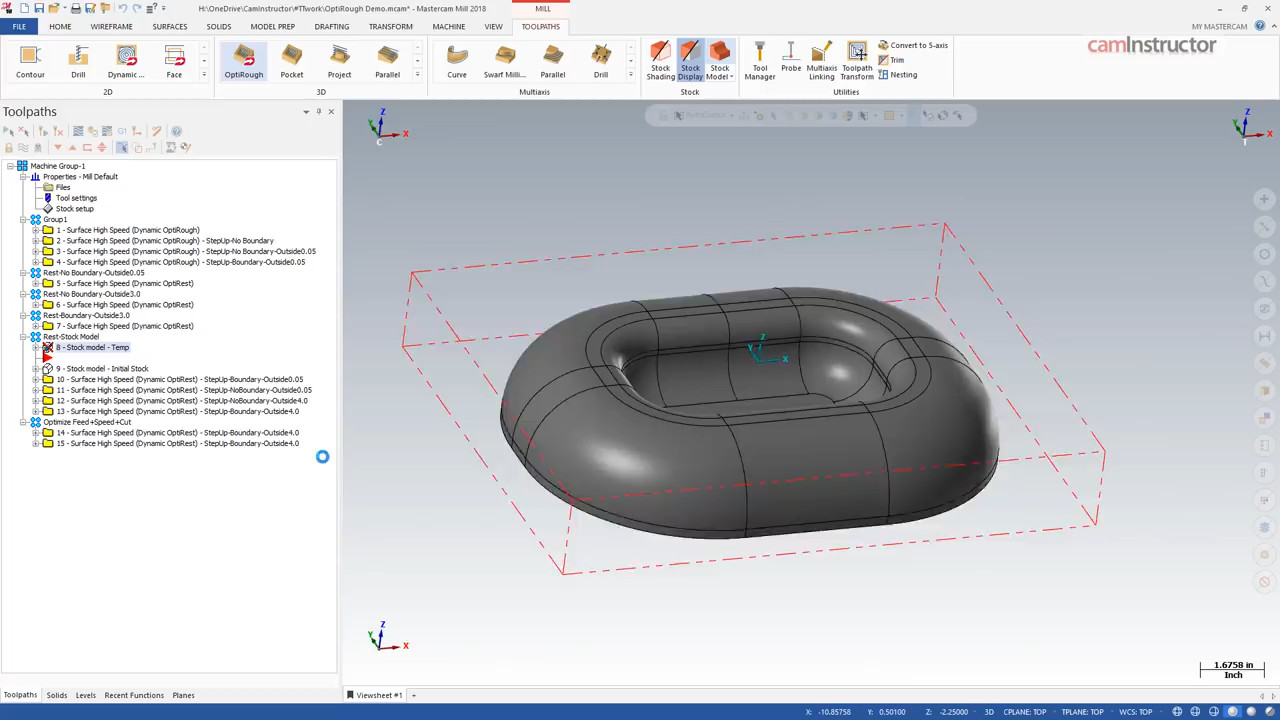 H:\OneDrive\CamInstructor\#TTwork\OptiRough Demo.mcam* - Mastercam Mill 2018
MILL
FILE
HOME
WIREFRAME
SURFACES
SOLIDS
MODEL PREP
DRAFTING
TRANSFORM
MACHINE
VIEW
TOOLPATHS
MY MASTERCAM
Contour
Drill
Dynamic ...
Face
OptiRough
Pocket
Project
Parallel
Curve
Swarf Milli...
Parallel
Drill
Stock Shading
Stock Display
Stock Model
Tool Manager
Probe
Multiaxis Linking
Toolpath Transform
Convert to 5-axis
Trim
Nesting
camInstructor
2D
3D
Multiaxis
Stock
Utilities
Toolpaths
G1
Machine Group-1
Properties - Mill Default
Files
Tool settings
Stock setup
Group1
1 - Surface High Speed (Dynamic OptiRough)
2 - Surface High Speed (Dynamic OptiRough) - StepUp-No Boundary
3 - Surface High Speed (Dynamic OptiRough) - StepUp-No Boundary-Outside0.05
4 - Surface High Speed (Dynamic OptiRough) - StepUp-Boundary-Outside0.05
Rest-No Boundary-Outside0.05
5 - Surface High Speed (Dynamic OptiRest)
Rest-No Boundary-Outside3.0
6 - Surface High Speed (Dynamic OptiRest)
Rest-Boundary-Outside3.0
7 - Surface High Speed (Dynamic OptiRest)
Rest-Stock Model
8 - Stock model - Temp
9 - Stock model - Initial Stock
10 - Surface High Speed (Dynamic OptiRest) - StepUp-Boundary-Outside0.05
11 - Surface High Speed (Dynamic OptiRest) - StepUp-NoBoundary-Outside0.05
12 - Surface High Speed (Dynamic OptiRest) - StepUp-NoBoundary-Outside4.0
13 - Surface High Speed (Dynamic OptiRest) - StepUp-Boundary-Outside4.0
Optimize Feed+Speed+Cut
14 - Surface High Speed (Dynamic OptiRest) - StepUp-Boundary-Outside4.0
15 - Surface High Speed (Dynamic OptiRest) - StepUp-Boundary-Outside4.0
Z
Y
X
C
Z
Y
X
T
Z
Y
X
Z
Y
X
1.6758 in
Inch
Toolpaths
Solids
Levels
Recent Functions
Planes
Viewsheet #1
+
X: -10.85758
Y: 0.50100
Z: -2.25000
3D
CPLANE: TOP
TPLANE: TOP
WCS: TOP